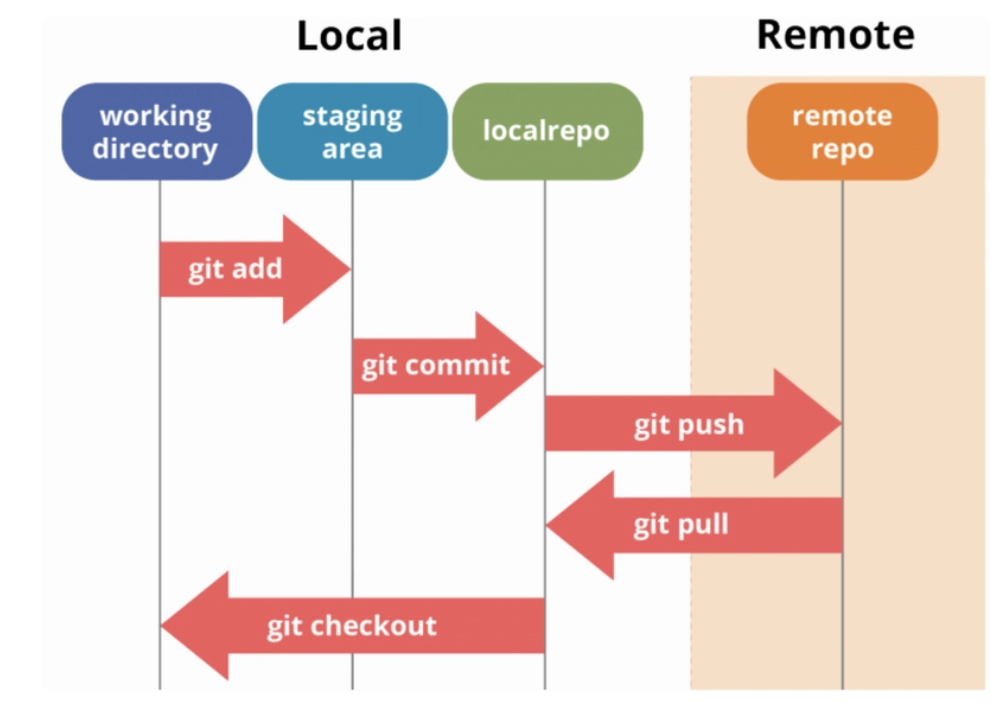 Local
Remote
working
directory
staging
area
localrepo
remote
repo
git add
git commit
git push
git pull
git checkout